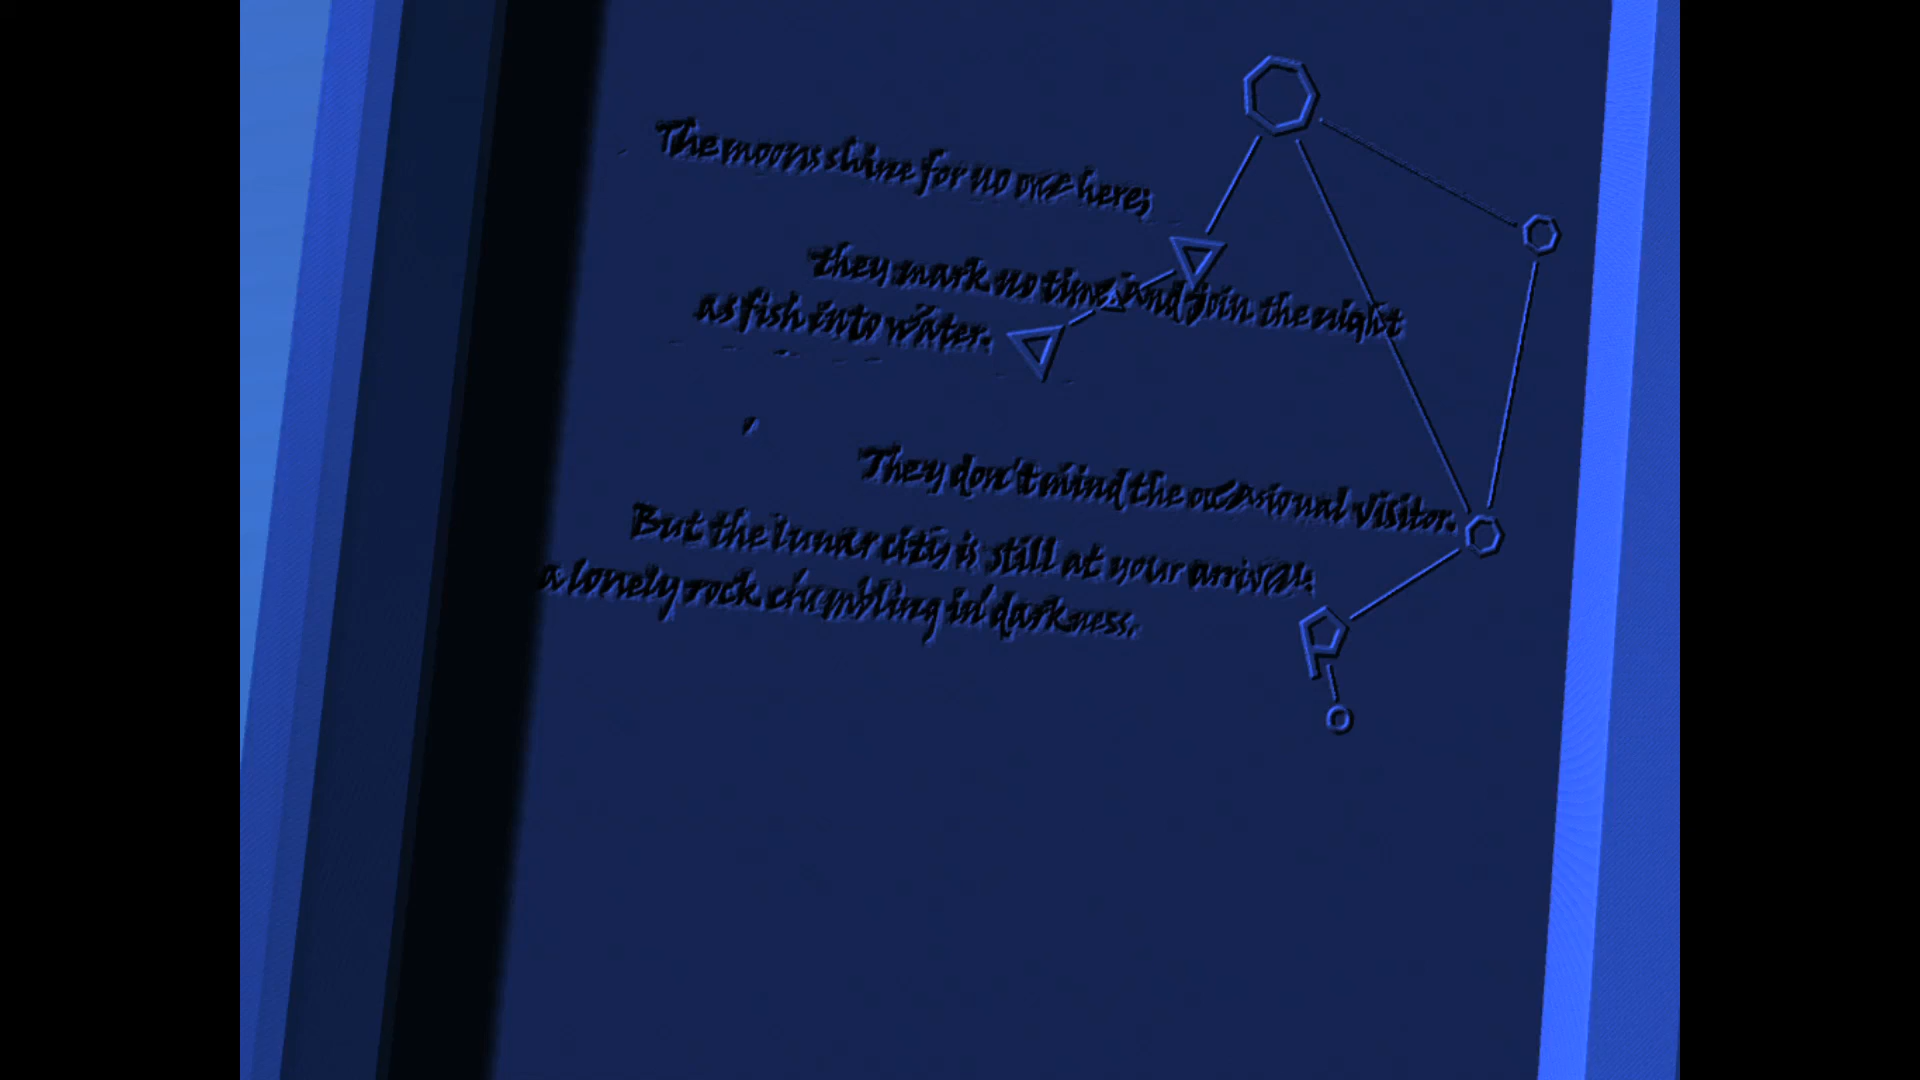 The moons shine for no one here;
they mark no time, and join the night
as fish into water.
They don't mind the occasional visitor.
But the lunar city is still at your arrival:
a lonely rock crumbling in darkness.